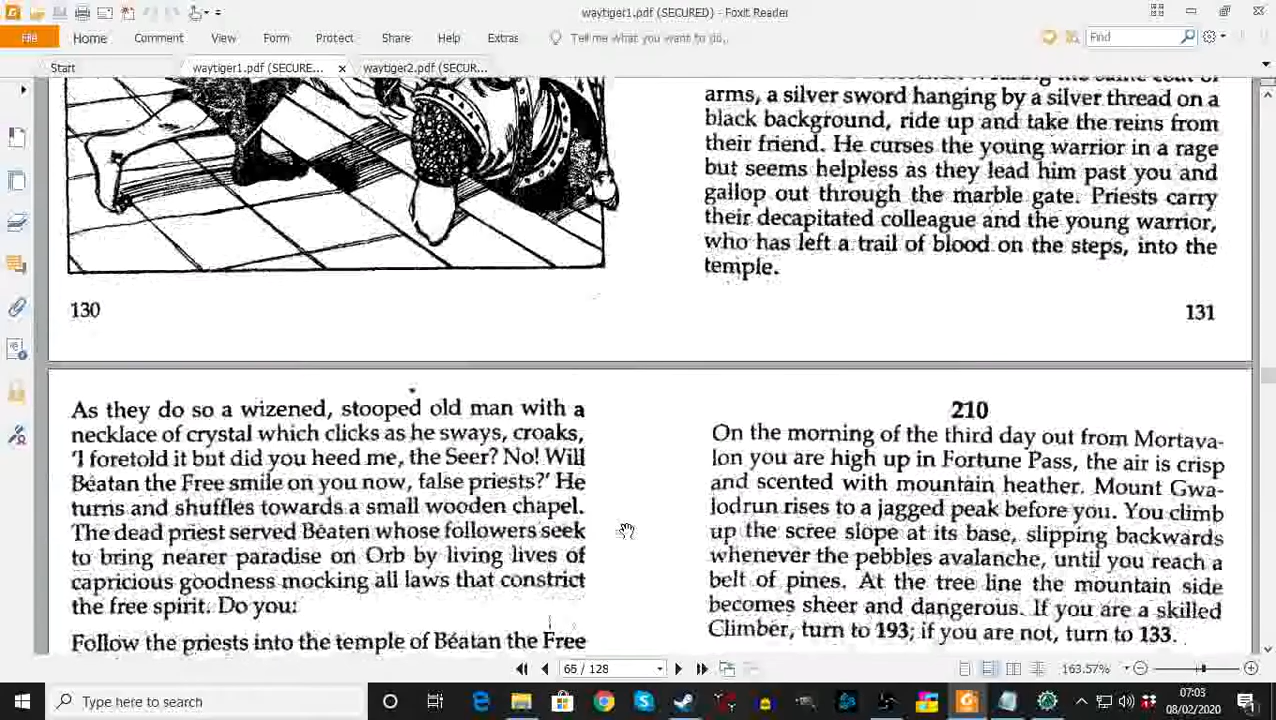 waytiger1.pdf (SECURED) - Foxit Reader
File Home Comment View Form Protect Share Help Extras Tell me what you want to do.. Find
Start waytiger1.pdf (SECURE... waytiger2.pdf (SECUR...
arms, a silver sword hanging by a silver thread on a
black background, ride up and take the reins from
their friend. He curses the young warrior in a rage
but seems helpless as they lead him past you and
gallop out through the marble gate. Priests carry
their decapitated colleague and the young warrior,
who has left a trail of blood on the steps, into the
temple.
130
131
As they do so a wizened, stooped old man with a
necklace of crystal which clicks as he sways, croaks,
'I foretold it but did you heed me, the Seer? No! Will
Béatan the Free smile on you now, false priests?' He
turns and shuffles towards a small wooden chapel.
The dead priest served Béaten whose followers seek
to bring nearer paradise on Orb by living lives of
capricious goodness mocking all laws that constrict
the free spirit. Do you:
Follow the priests into the temple of Béatan the Free
210
On the morning of the third day out from Mortava-
lon you are high up in Fortune Pass, the air is crisp
and scented with mountain heather. Mount Gwa-
lodrun rises to a jagged peak before you. You climb
up the scree slope at its base, slipping backwards
whenever the pebbles avalanche, until you reach a
belt of pines. At the tree line the mountain side
becomes sheer and dangerous. If you are a skilled
Climber, turn to 193; if you are not, turn to 133.
65 / 128
163.57%
Type here to search
07:03
08/02/2020